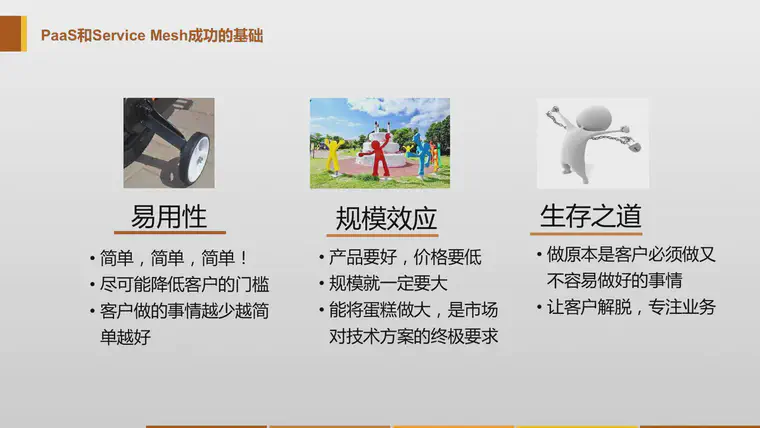 PaaS和Service Mesh成功的基础
易用性
• 简单，简单，简单！
• 尽可能降低客户的门槛
• 客户做的事情越少越简
单越好
规模效应
• 产品要好，价格要低
• 规模就一定要大
• 能将蛋糕做大，是市场
对技术方案的终极要求
生存之道
• 做原本是客户必须做又
不容易做好的事情
• 让客户解脱，专注业务